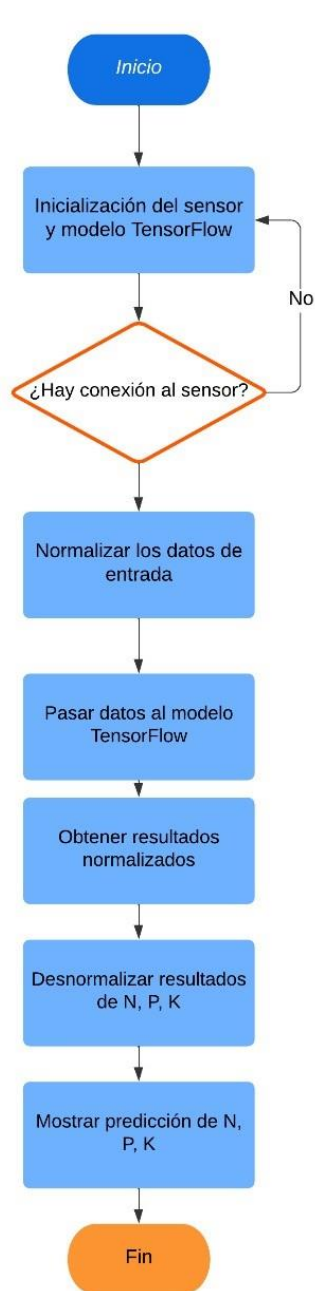 Inicio
Inicialización del sensor
y modelo TensorFlow
No
¿Hay conexión al sensor?
Normalizar los datos de
entrada
Pasar datos al modelo
TensorFlow
Obtener resultados
normalizados
Desnormalizar resultados
de N, P, K
Mostrar predicción de N,
P, K
Fin